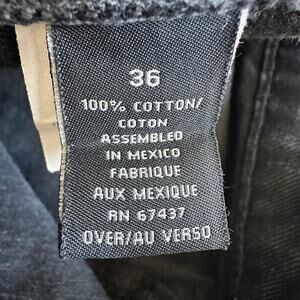 36
100% COTTON/
COTON
ASSEMBLED
IN MEXICO
FABRIQUE
AUX MEXIQUE
RN 67437
OVER/AU VERSO